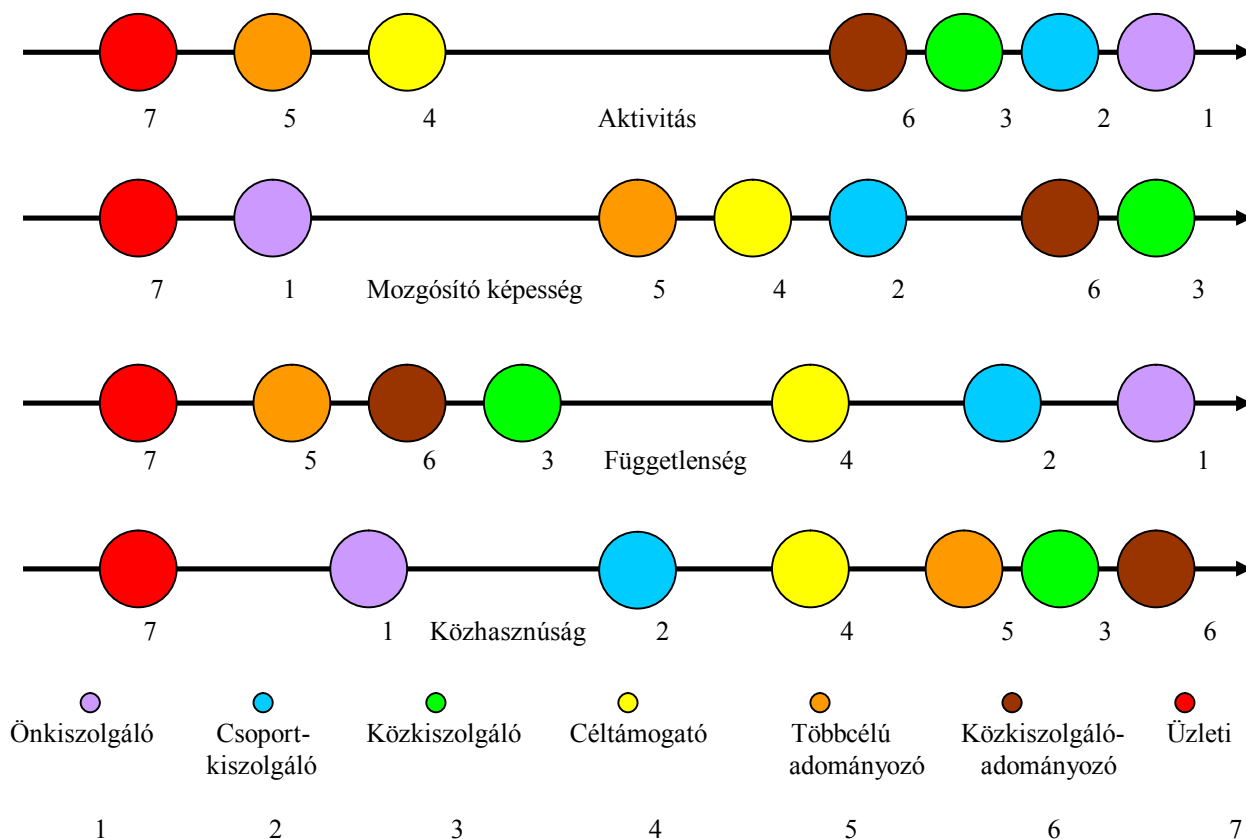 7 5 4 Aktivitás 6 3 2 1
7 1 Mozgósító képesség 5 4 2 6 3
7 5 6 3 Függetlenség 4 2 1
7 1 Közhasznúság 2 4 5 3 6
Önkiszolgáló Csoport- Közkiszolgáló Céltámogató Többcélú Közkiszolgáló- Üzleti
kiszolgáló adományozó adományozó
1 2 3 4 5 6 7